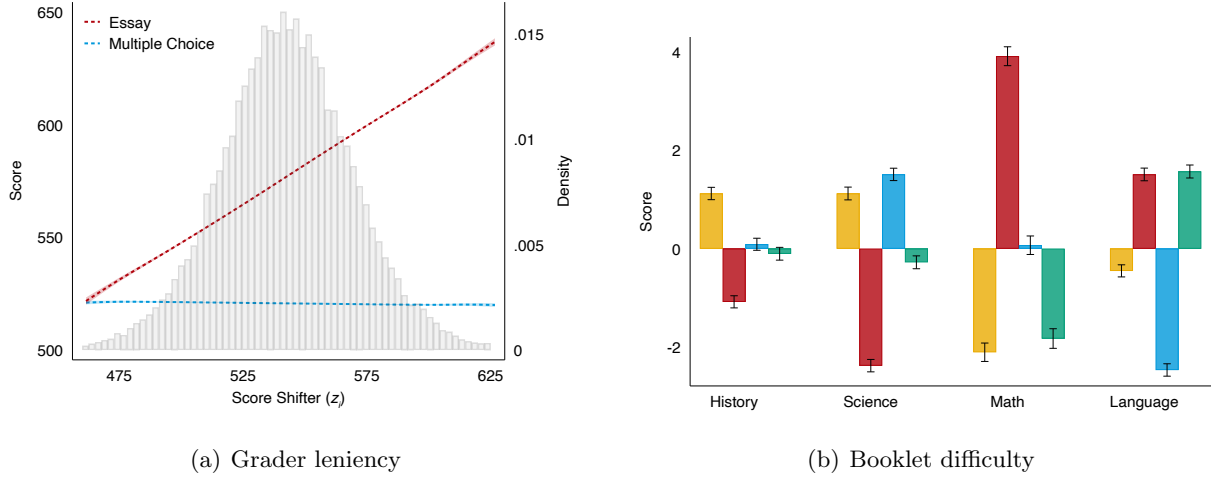 650
600
550
500
Score
Essay
Multiple Choice
.015
.01
.005
0
Density
475
525
575
625
Score Shifter (z_i)
(a) Grader leniency
4
2
0
-2
Score
History
Science
Math
Language
(b) Booklet difficulty